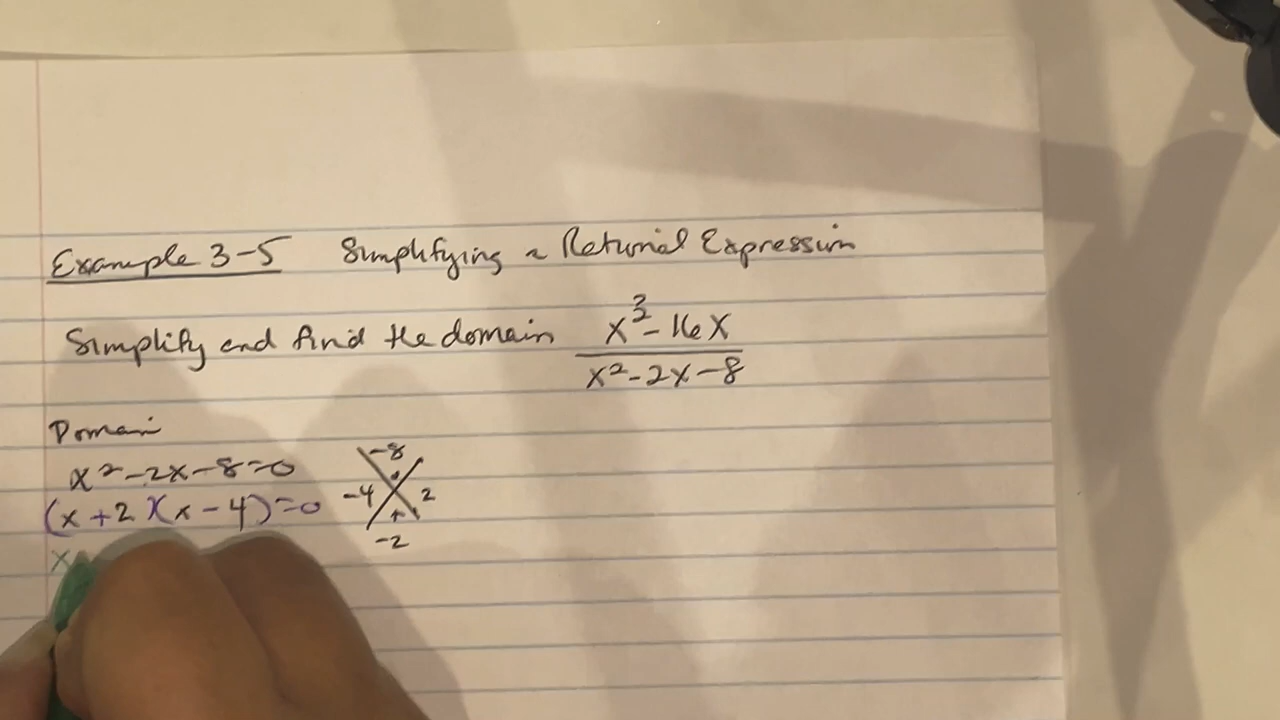 Example 3-5 Simplifying a Rational Expression
Simplify and find the domain x³ - 16x / x² - 2x - 8
Domain
x² - 2x - 8 = 0
(x + 2)(x - 4) = 0
-8
-4 2
+
-2
x